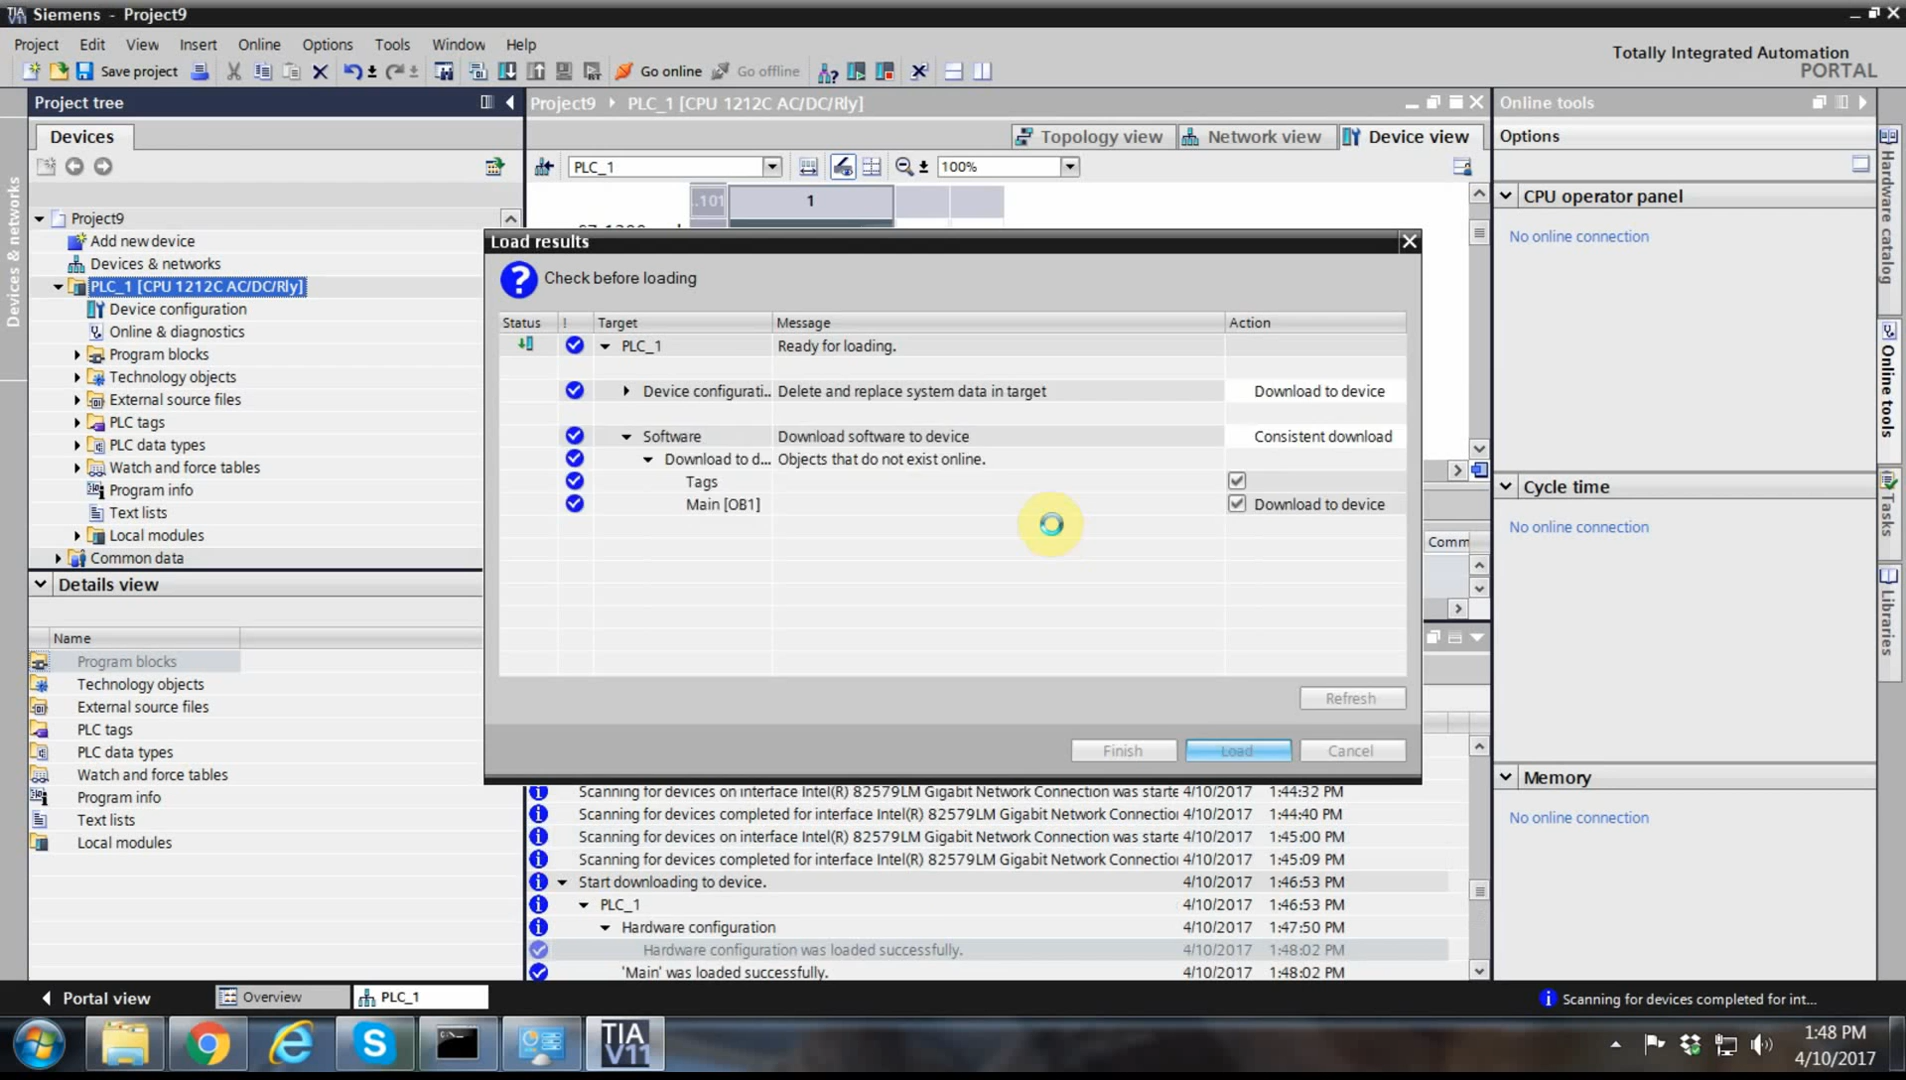 Siemens - Project9
Project Edit View Insert Online Options Tools Window Help
Totally Integrated Automation
PORTAL
Save project Go online Go offline
Project tree
Project9 PLC_1 [CPU 1212C AC/DC/Rly]
Online tools
Devices
Topology view Network view Device view
Options
PLC_1 100%
..101 1
CPU operator panel
No online connection
Project9
Add new device
Devices & networks
PLC_1 [CPU 1212C AC/DC/Rly]
Device configuration
Online & diagnostics
Program blocks
Technology objects
External source files
PLC tags
PLC data types
Watch and force tables
Program info
Text lists
Local modules
Common data
Load results
Check before loading
Status ! Target Message Action
PLC_1 Ready for loading.
Device configurati... Delete and replace system data in target Download to device
Software Download software to device Consistent download
Download to d... Objects that do not exist online.
Tags
Main [OB1] Download to device
Refresh
Finish Load Cancel
Comm
Cycle time
No online connection
Memory
No online connection
Details view
Name
Program blocks
Technology objects
External source files
PLC tags
PLC data types
Watch and force tables
Program info
Text lists
Local modules
Scanning for devices on interface Intel(R) 82579LM Gigabit Network Connection was starte 4/10/2017 1:44:32 PM
Scanning for devices completed for interface Intel(R) 82579LM Gigabit Network Connectio 4/10/2017 1:44:40 PM
Scanning for devices on interface Intel(R) 82579LM Gigabit Network Connection was starte 4/10/2017 1:45:00 PM
Scanning for devices completed for interface Intel(R) 82579LM Gigabit Network Connectio 4/10/2017 1:45:09 PM
Start downloading to device. 4/10/2017 1:46:53 PM
PLC_1 4/10/2017 1:46:53 PM
Hardware configuration 4/10/2017 1:47:50 PM
Hardware configuration was loaded successfully. 4/10/2017 1:48:02 PM
'Main' was loaded successfully. 4/10/2017 1:48:02 PM
Devices & networks
Hardware catalog
Online tools
Tasks
Libraries
Portal view Overview PLC_1
Scanning for devices completed for int...
TIA
V11
1:48 PM
4/10/2017